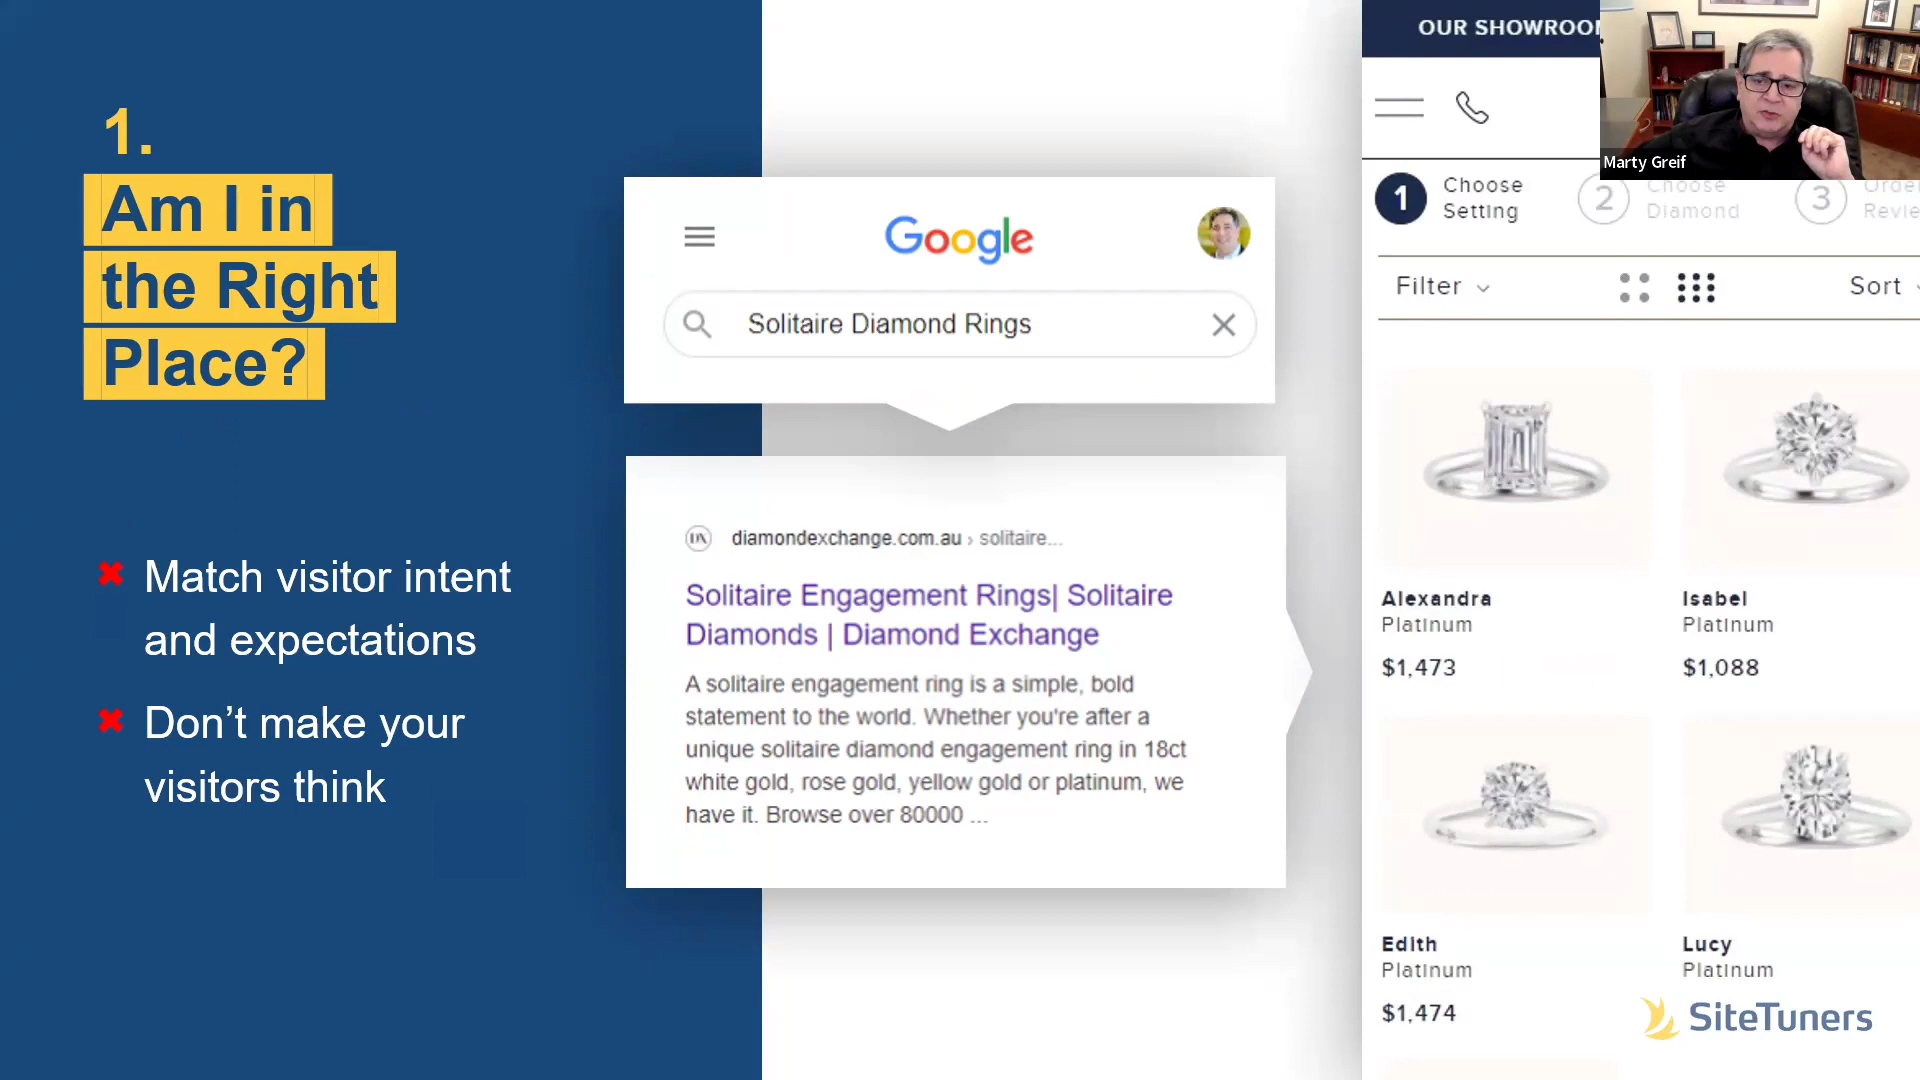 1.
Am I in
the Right
Place?
✖ Match visitor intent
and expectations
✖ Don’t make your
visitors think
Google
Solitaire Diamond Rings
DX
diamondexchange.com.au › solitaire...
Solitaire Engagement Rings| Solitaire
Diamonds | Diamond Exchange
A solitaire engagement ring is a simple, bold
statement to the world. Whether you're after a
unique solitaire diamond engagement ring in 18ct
white gold, rose gold, yellow gold or platinum, we
have it. Browse over 80000 ...
OUR SHOWROO
Marty Greif
1 Choose
Setting
2 Choose
Diamond
3 Orde
Revie
Filter
Sort
Alexandra
Platinum
$1,473
Isabel
Platinum
$1,088
Edith
Platinum
$1,474
Lucy
Platinum
SiteTuners